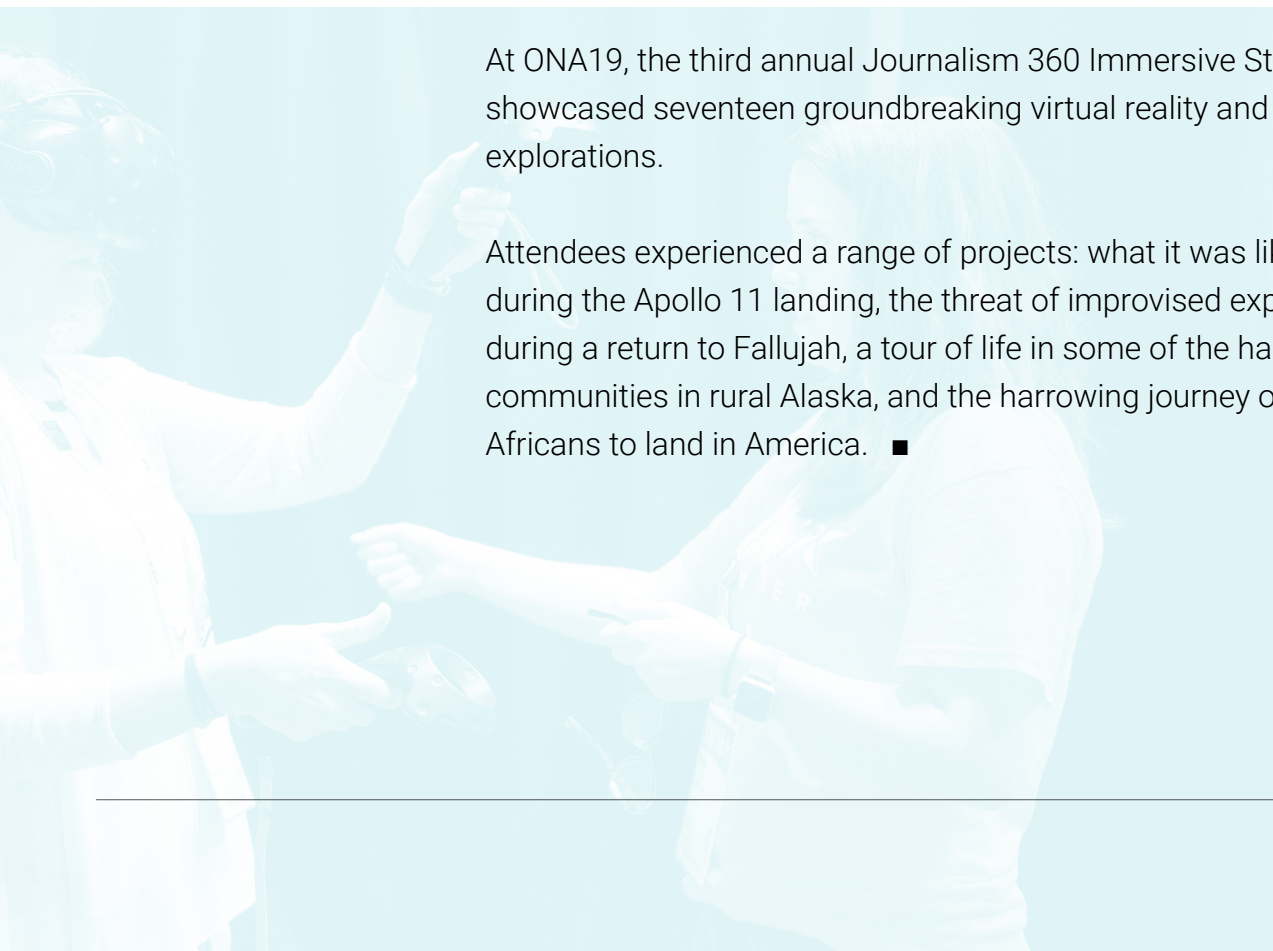 At ONA19, the third annual Journalism 360 Immersive St
showcased seventeen groundbreaking virtual reality and
explorations.
Attendees experienced a range of projects: what it was lik
during the Apollo 11 landing, the threat of improvised exp
during a return to Fallujah, a tour of life in some of the ha
communities in rural Alaska, and the harrowing journey o
Africans to land in America. ■